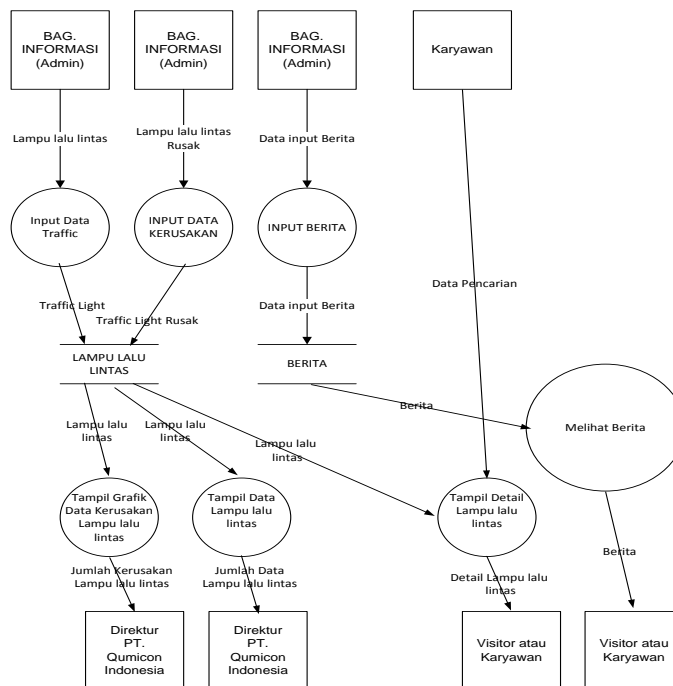 BAG.
INFORMASI
(Admin)
BAG.
INFORMASI
(Admin)
BAG.
INFORMASI
(Admin)
Karyawan
Lampu lalu lintas
Lampu lalu lintas
Rusak
Data input Berita
Input Data
Traffic
INPUT DATA
KERUSAKAN
INPUT BERITA
Data Pencarian
Traffic Light
Traffic Light Rusak
Data input Berita
LAMPU LALU
LINTAS
BERITA
Berita
Melihat Berita
Lampu lalu
lintas
Lampu lalu
lintas
Lampu lalu
lintas
Tampil Grafik
Data Kerusakan
Lampu lalu
lintas
Tampil Data
Lampu lalu
lintas
Tampil Detail
Lampu lalu
lintas
Berita
Jumlah Kerusakan
Lampu lalu lintas
Jumlah Data
Lampu lalu lintas
Detail Lampu lalu
lintas
Direktur
PT.
Qumicon
Indonesia
Direktur
PT.
Qumicon
Indonesia
Visitor atau
Karyawan
Visitor atau
Karyawan